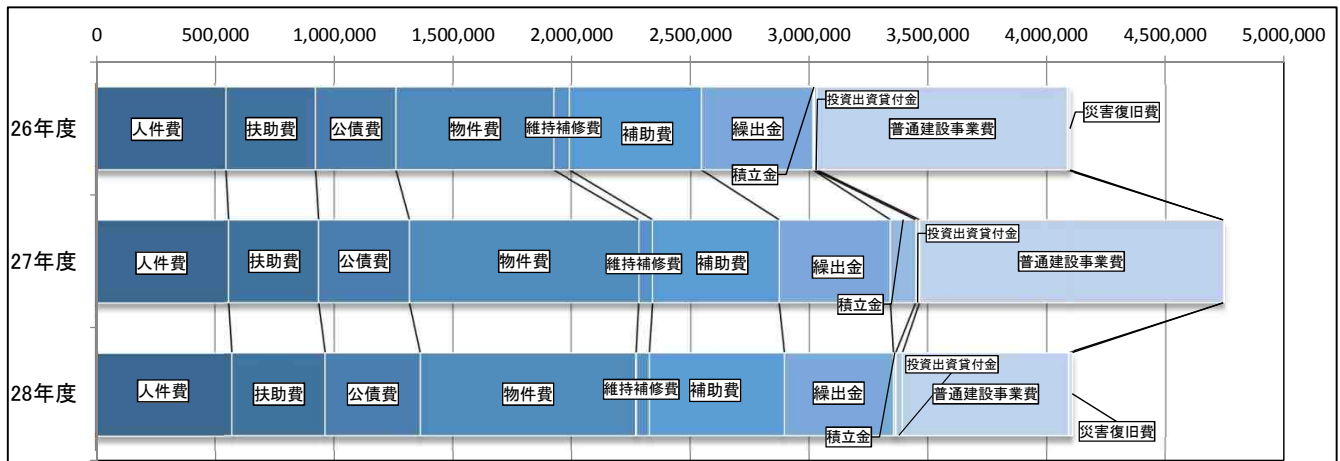 0 500,000 1,000,000 1,500,000 2,000,000 2,500,000 3,000,000 3,500,000 4,000,000 4,500,000 5,000,000
26年度
人件費 扶助費 公債費 物件費 維持補修費 補助費 繰出金 積立金 投資出資貸付金 普通建設事業費 災害復旧費
27年度
人件費 扶助費 公債費 物件費 維持補修費 補助費 繰出金 積立金 投資出資貸付金 普通建設事業費
28年度
人件費 扶助費 公債費 物件費 維持補修費 補助費 繰出金 積立金 投資出資貸付金 普通建設事業費 災害復旧費